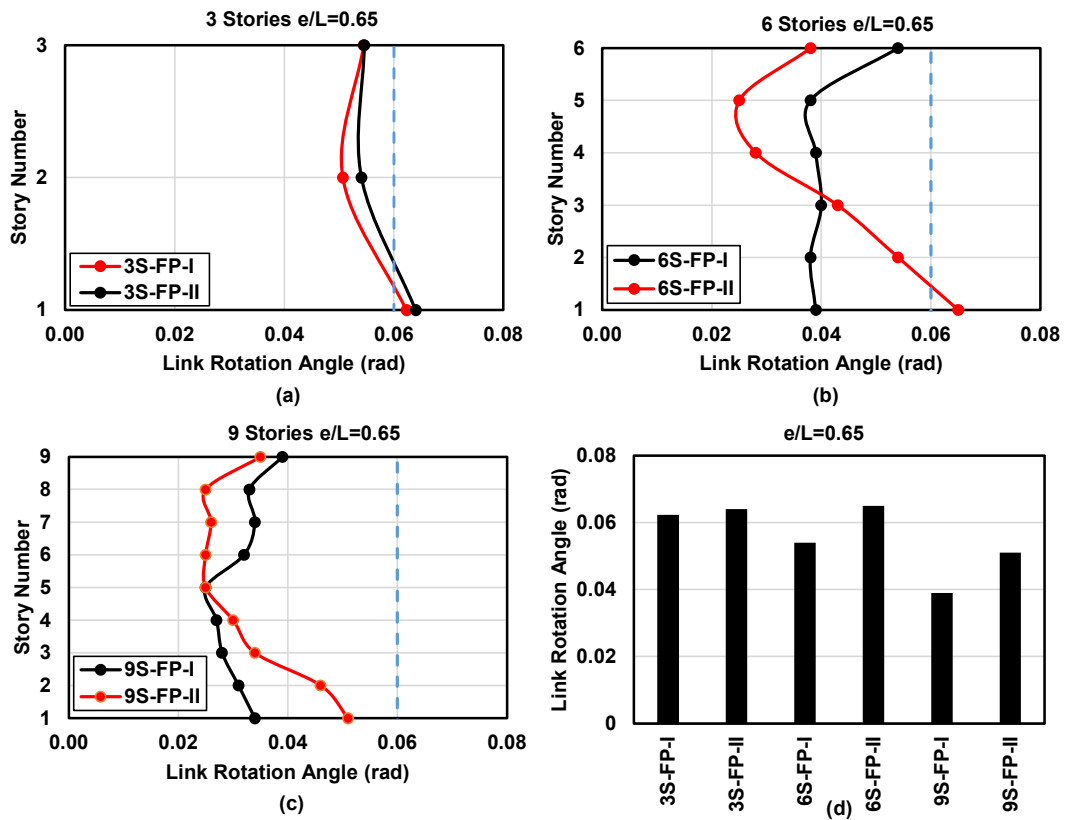 3 Stories e/L=0.65
3
2
1
Story Number
3S-FP-I
3S-FP-II
0.00 0.02 0.04 0.06 0.08
Link Rotation Angle (rad)
(a)
6 Stories e/L=0.65
6
5
4
3
2
1
Story Number
6S-FP-I
6S-FP-II
0.00 0.02 0.04 0.06 0.08
Link Rotation Angle (rad)
(b)
9 Stories e/L=0.65
9
8
7
6
5
4
3
2
1
Story Number
9S-FP-I
9S-FP-II
0.00 0.02 0.04 0.06 0.08
Link Rotation Angle (rad)
(c)
e/L=0.65
0.08
0.06
0.04
0.02
0
Link Rotation Angle (rad)
3S-FP-I
3S-FP-II
6S-FP-I
6S-FP-II
9S-FP-I
9S-FP-II
(d)